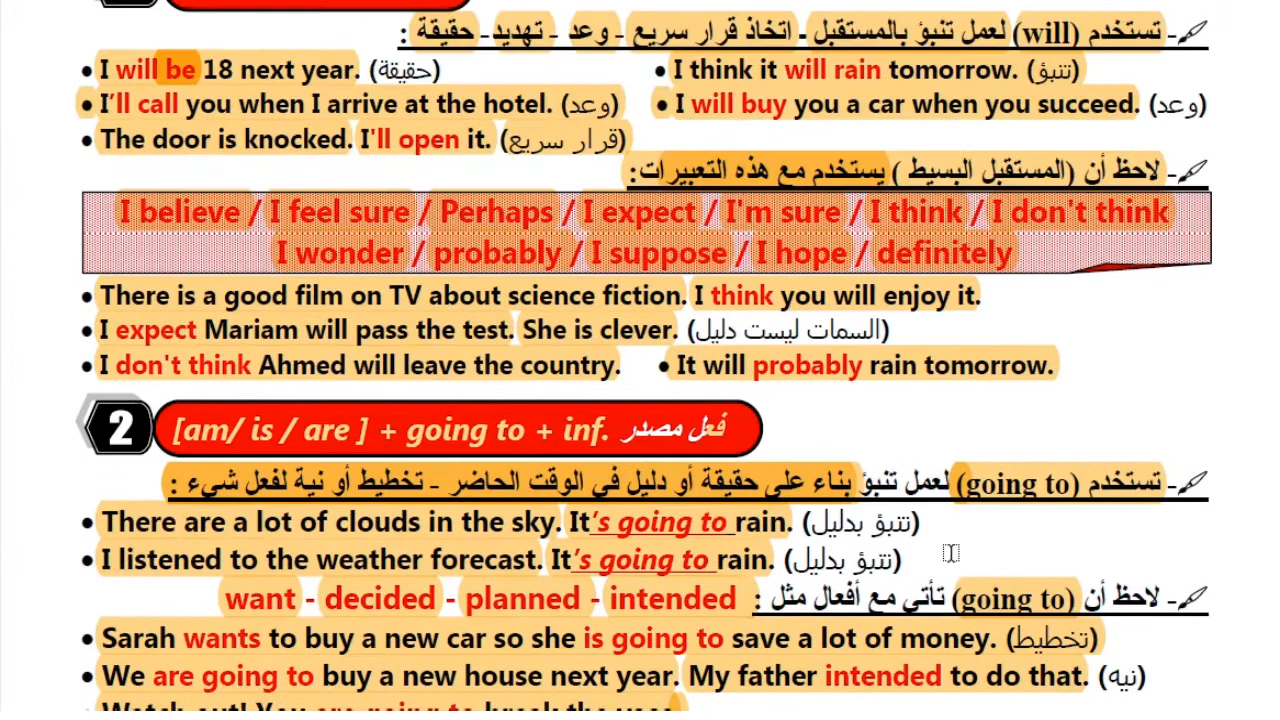 - تستخدم (will) لعمل تنبؤ بالمستقبل - اتخاذ قرار سريع - وعد - تهديد - حقيقة :
• I will be 18 next year. (حقيقة) • I think it will rain tomorrow. (تنبؤ)
• I’ll call you when I arrive at the hotel. (وعد) • I will buy you a car when you succeed. (وعد)
• The door is knocked. I'll open it. (قرار سريع)
- لاحظ أن (المستقبل البسيط ) يستخدم مع هذه التعبيرات:
I believe / I feel sure / Perhaps / I expect / I'm sure / I think / I don't think
I wonder / probably / I suppose / I hope / definitely
• There is a good film on TV about science fiction. I think you will enjoy it.
• I expect Mariam will pass the test. She is clever. (السمات ليست دليل)
• I don't think Ahmed will leave the country. • It will probably rain tomorrow.
2 [am/ is / are ] + going to + inf. فعل مصدر
- تستخدم (going to) لعمل تنبؤ بناء على حقيقة أو دليل في الوقت الحاضر - تخطيط أو نية لفعل شيء :
• There are a lot of clouds in the sky. It's going to rain. (تنبؤ بدليل)
• I listened to the weather forecast. It's going to rain. (تنبؤ بدليل)
- لاحظ أن (going to) تأتي مع أفعال مثل : want - decided - planned - intended
• Sarah wants to buy a new car so she is going to save a lot of money. (تخطيط)
• We are going to buy a new house next year. My father intended to do that. (نيه)
• Watch out! You are going to break the vase.